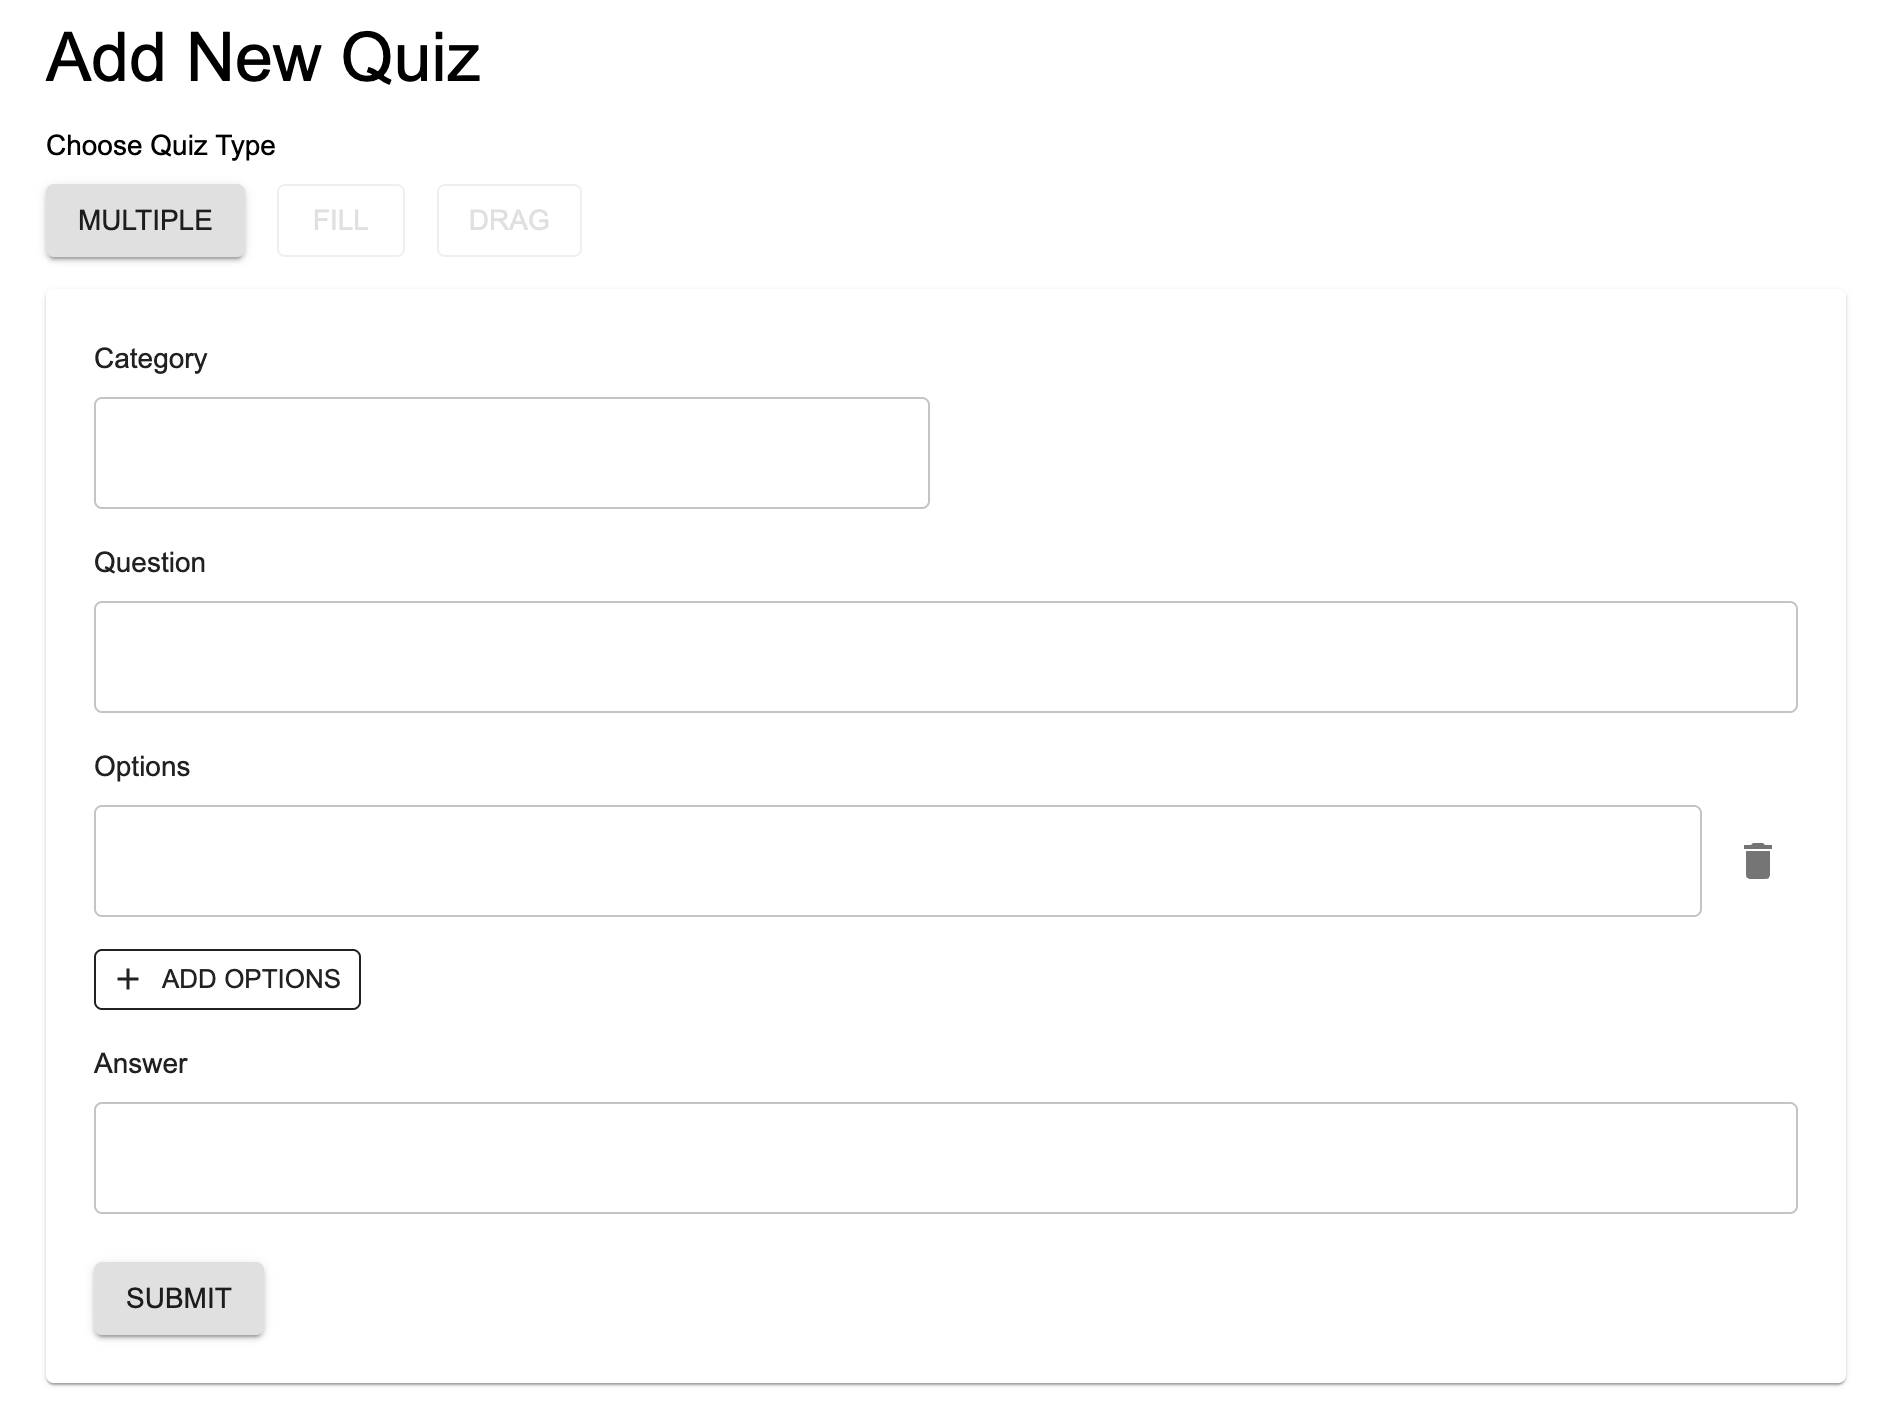 Add New Quiz
Choose Quiz Type
MULTIPLE FILL DRAG
Category
Question
Options
+ ADD OPTIONS
Answer
SUBMIT